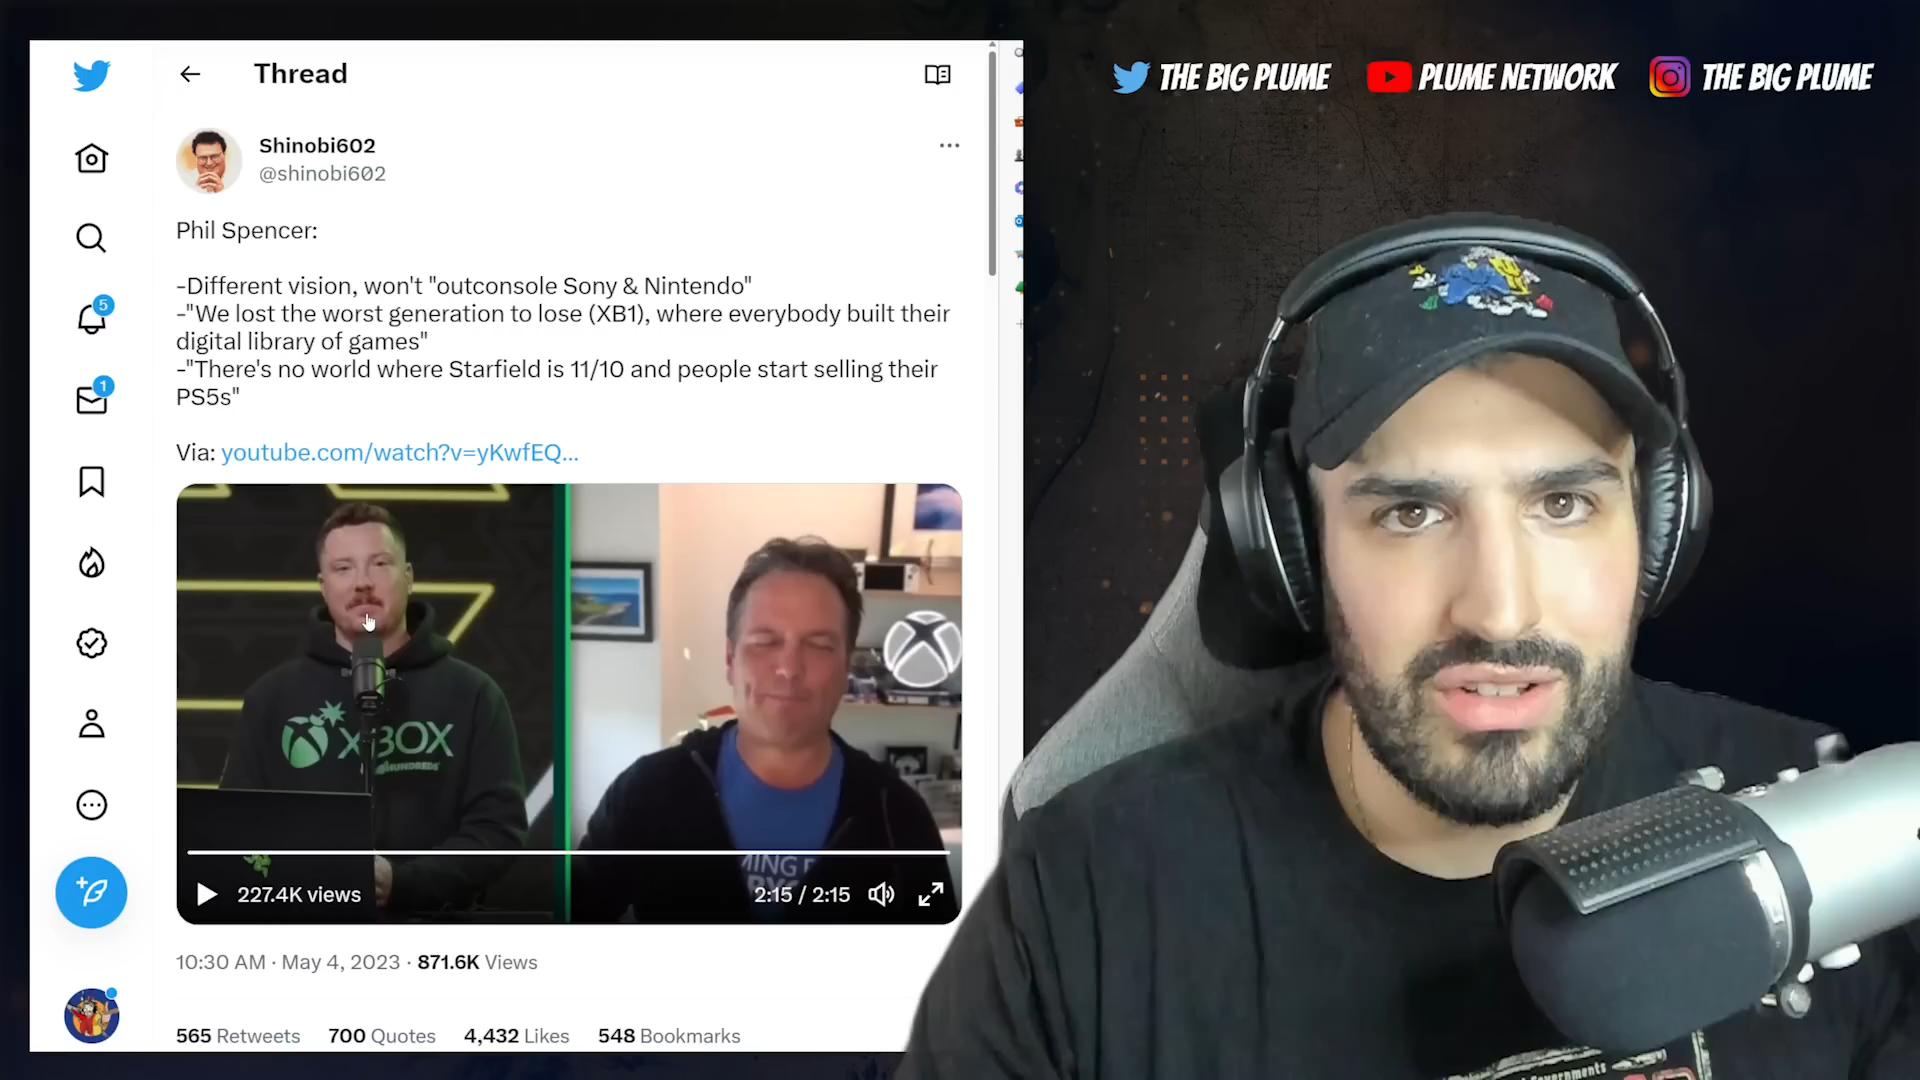 Thread
THE BIG PLUME PLUME NETWORK THE BIG PLUME
Shinobi602
@shinobi602
Phil Spencer:
-Different vision, won't "outconsole Sony & Nintendo"
-"We lost the worst generation to lose (XB1), where everybody built their
digital library of games"
-"There's no world where Starfield is 11/10 and people start selling their
PS5s"
Via: youtube.com/watch?v=yKwfEQ...
5
1
XBOX
HUNDREDS
227.4K views
2:15 / 2:15
10:30 AM · May 4, 2023 · 871.6K Views
565 Retweets 700 Quotes 4,432 Likes 548 Bookmarks